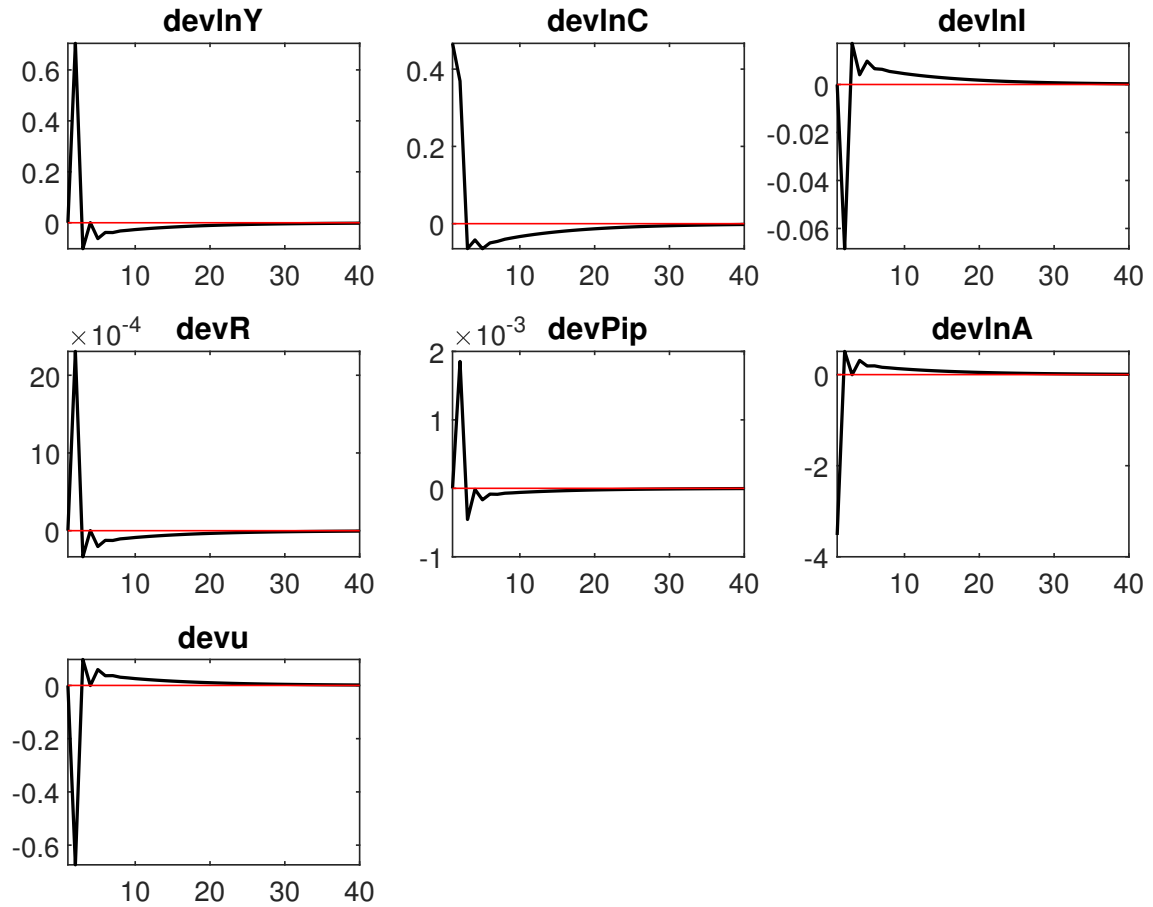 devlnY devlnC devlnI
0.6 0.4 0.2 0
0.4 0.2 0
0 -0.02 -0.04 -0.06
10 20 30 40 10 20 30 40 10 20 30 40
devR devPip devlnA
×10-4 ×10-3
20 10 0
2 1 0 -1
0 -2 -4
10 20 30 40 10 20 30 40 10 20 30 40
devu
0 -0.2 -0.4 -0.6
10 20 30 40